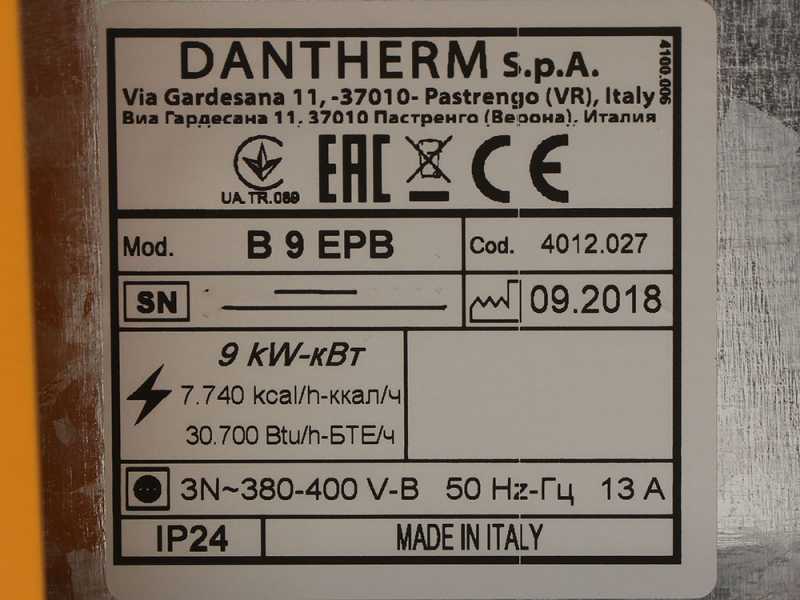 DANTHERM S.p.A.
4100.006
Via Gardesana 11, -37010- Pastrengo (VR), Italy
Виа Гардесана 11, 37010 Пастренго (Верона), Италия
UA.TR.089
EAC CE
Mod. B 9 EPB Cod. 4012.027
SN 09.2018
9 kW-кВт
7.740 kcal/h-ккал/ч
30.700 Btu/h-БТЕ/ч
3N~380-400 V-B 50 Hz-Гц 13 A
IP24 MADE IN ITALY